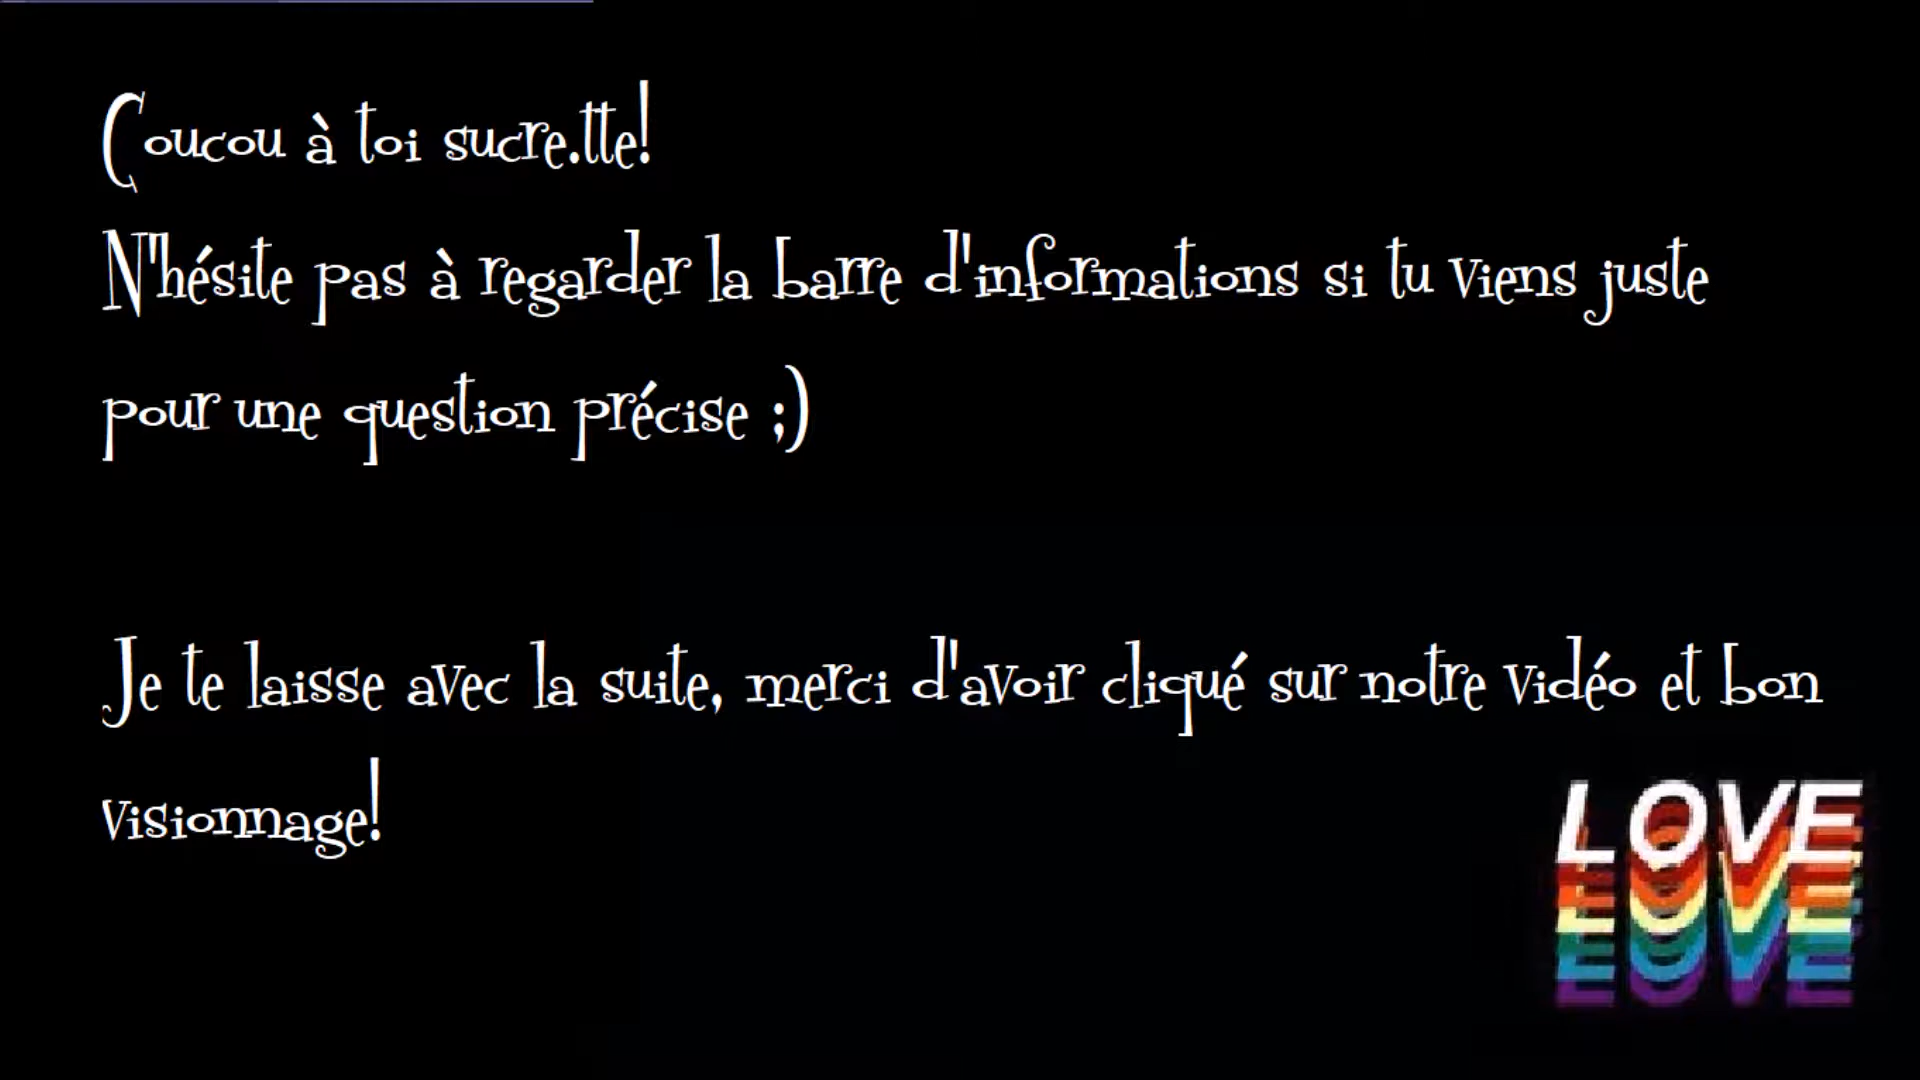 Coucou à toi sucre.tte!
N'hésite pas à regarder la barre d'informations si tu viens juste
pour une question précise ;)
Je te laisse avec la suite, merci d'avoir cliqué sur notre vidéo et bon
visionnage!
LOVE